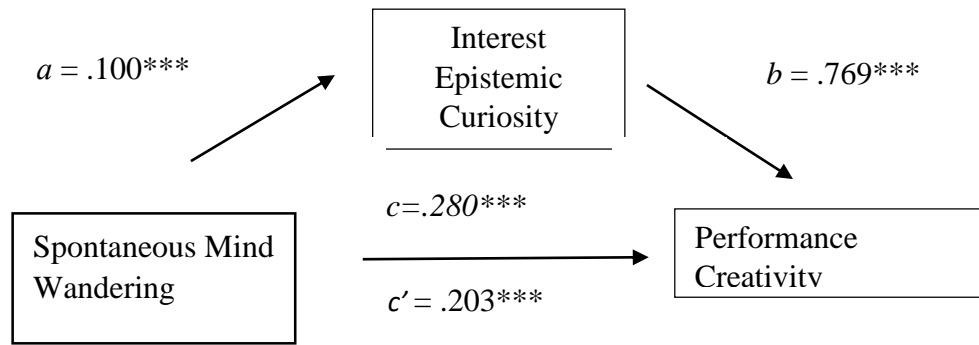 Interest
Epistemic
Curiosity
a = .100***
b = .769***
c=.280***
Spontaneous Mind
Wandering
Performance
Creativity
c’ = .203***